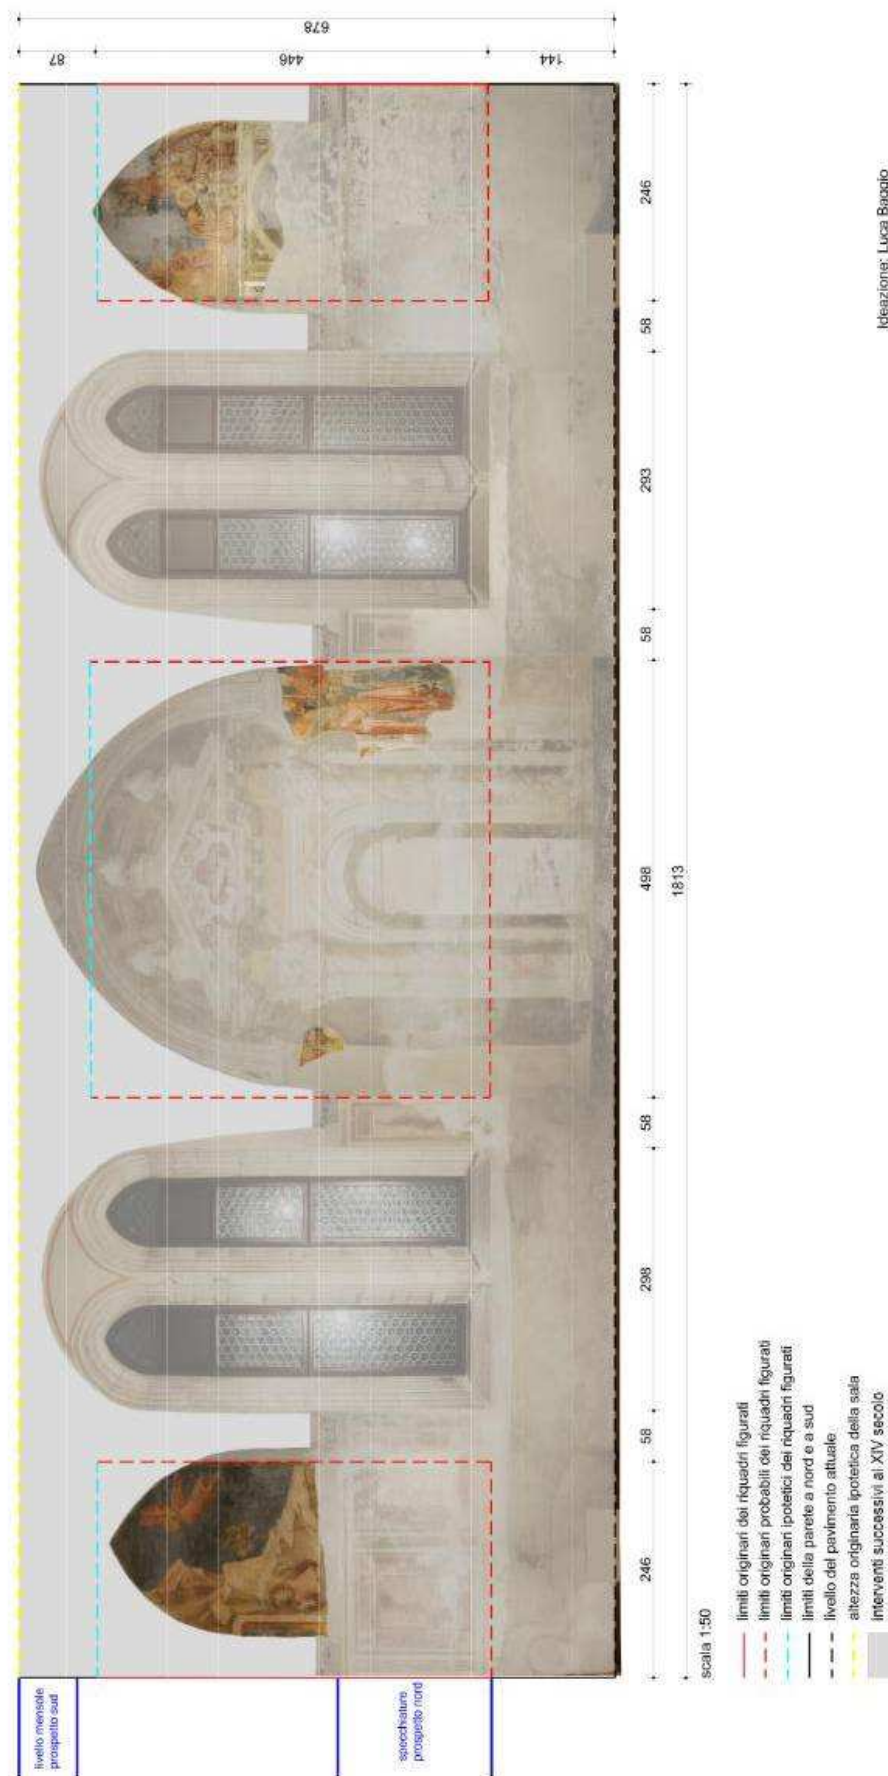 livello mensole
prospetto sud
specchiature
prospetto nord
87
446
144
678
246
58
298
58
498
58
293
58
246
1813
scala 1:50
limiti originari dei riquadri figurati
limiti originari probabili dei riquadri figurati
limiti originari ipotetici dei riquadri figurati
limiti della parete a nord e a sud
livello del pavimento attuale
altezza originaria ipotetica della sala
interventi successivi al XIV secolo
Ideazione: Luca Baggio